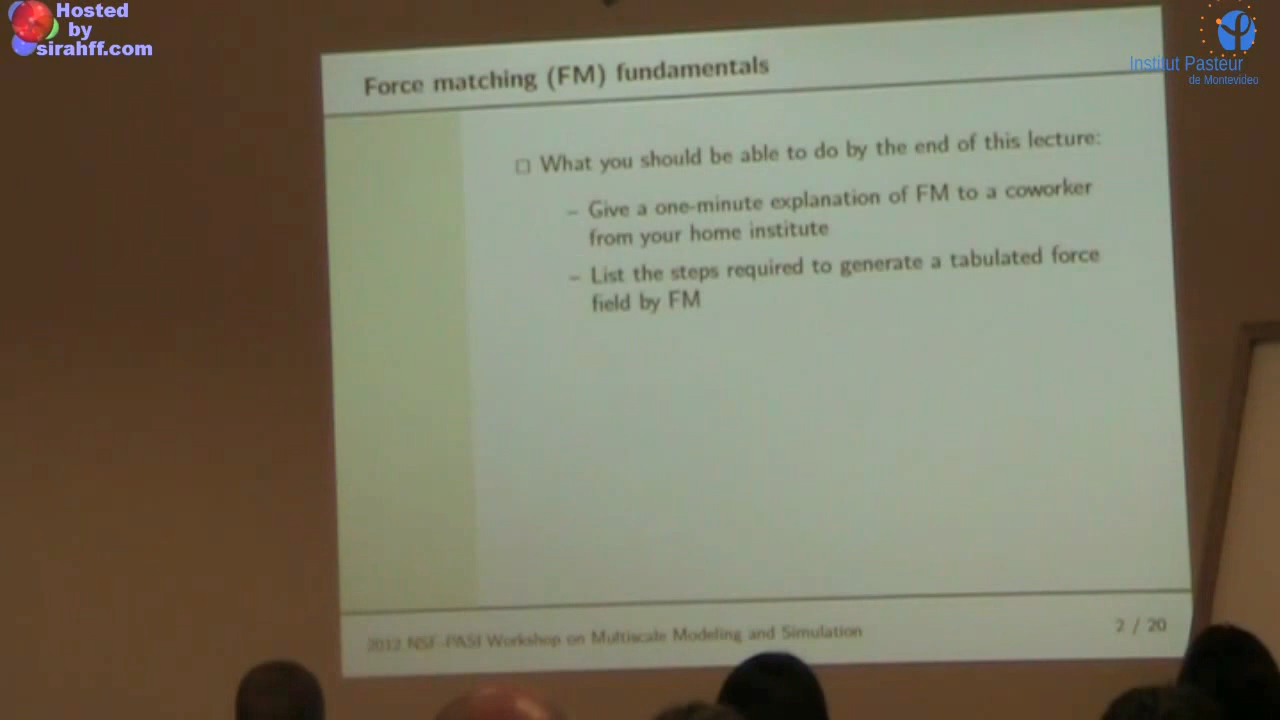 Hosted
by
sirahff.com
Institut Pasteur
de Montevideo
Force matching (FM) fundamentals
□ What you should be able to do by the end of this lecture:
– Give a one-minute explanation of FM to a coworker
from your home institute
– List the steps required to generate a tabulated force
field by FM
2012 NSF-PASI Workshop on Multiscale Modeling and Simulation
2 / 20